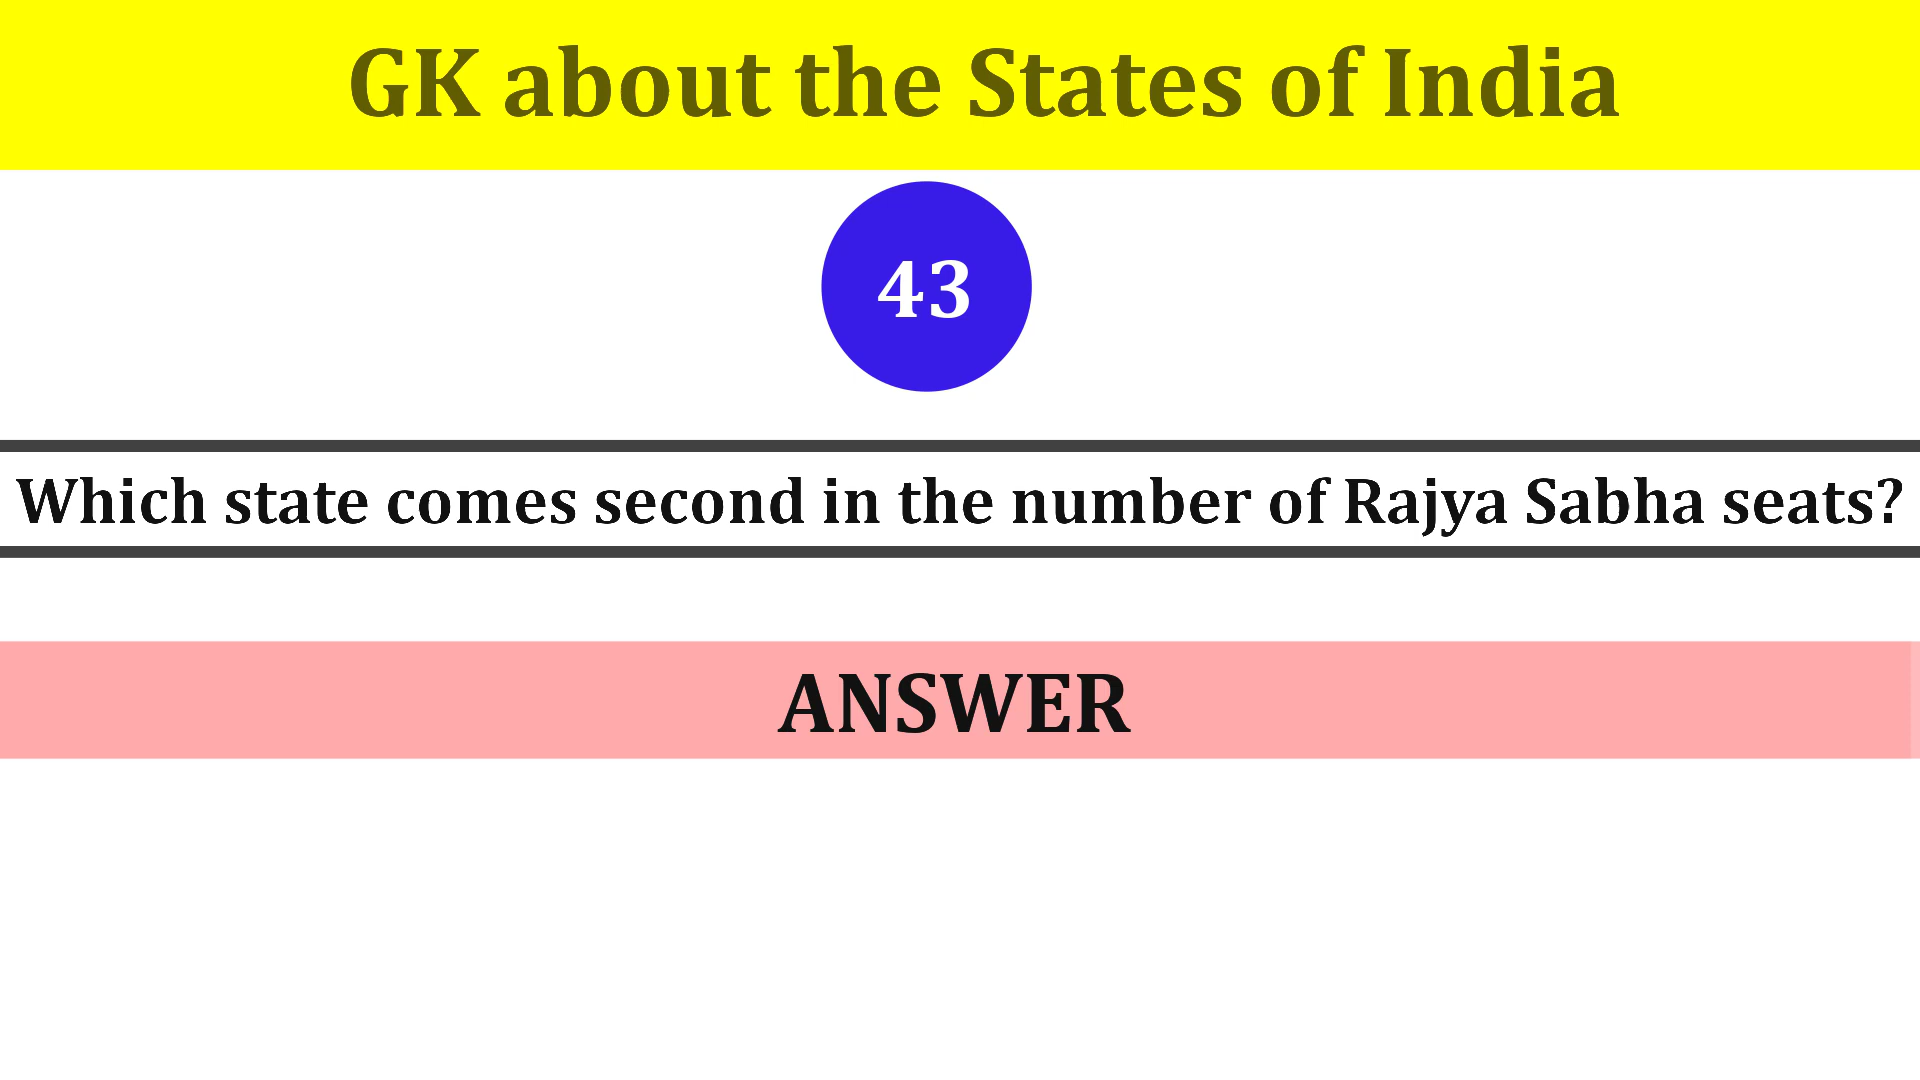 GK about the States of India
43
Which state comes second in the number of Rajya Sabha seats?
ANSWER